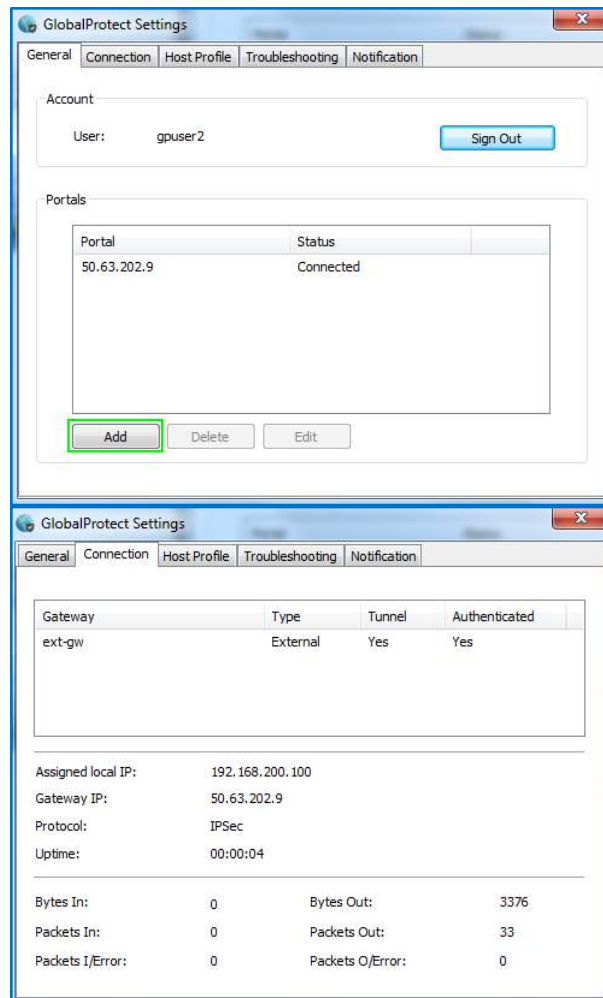 GlobalProtect Settings
General Connection Host Profile Troubleshooting Notification
Account
User: gpuser2 Sign Out
Portals
Portal Status
50.63.202.9 Connected
Add Delete Edit
GlobalProtect Settings
General Connection Host Profile Troubleshooting Notification
Gateway Type Tunnel Authenticated
ext-gw External Yes Yes
Assigned local IP: 192.168.200.100
Gateway IP: 50.63.202.9
Protocol: IPSec
Uptime: 00:00:04
Bytes In: 0 Bytes Out: 3376
Packets In: 0 Packets Out: 33
Packets I/Error: 0 Packets O/Error: 0